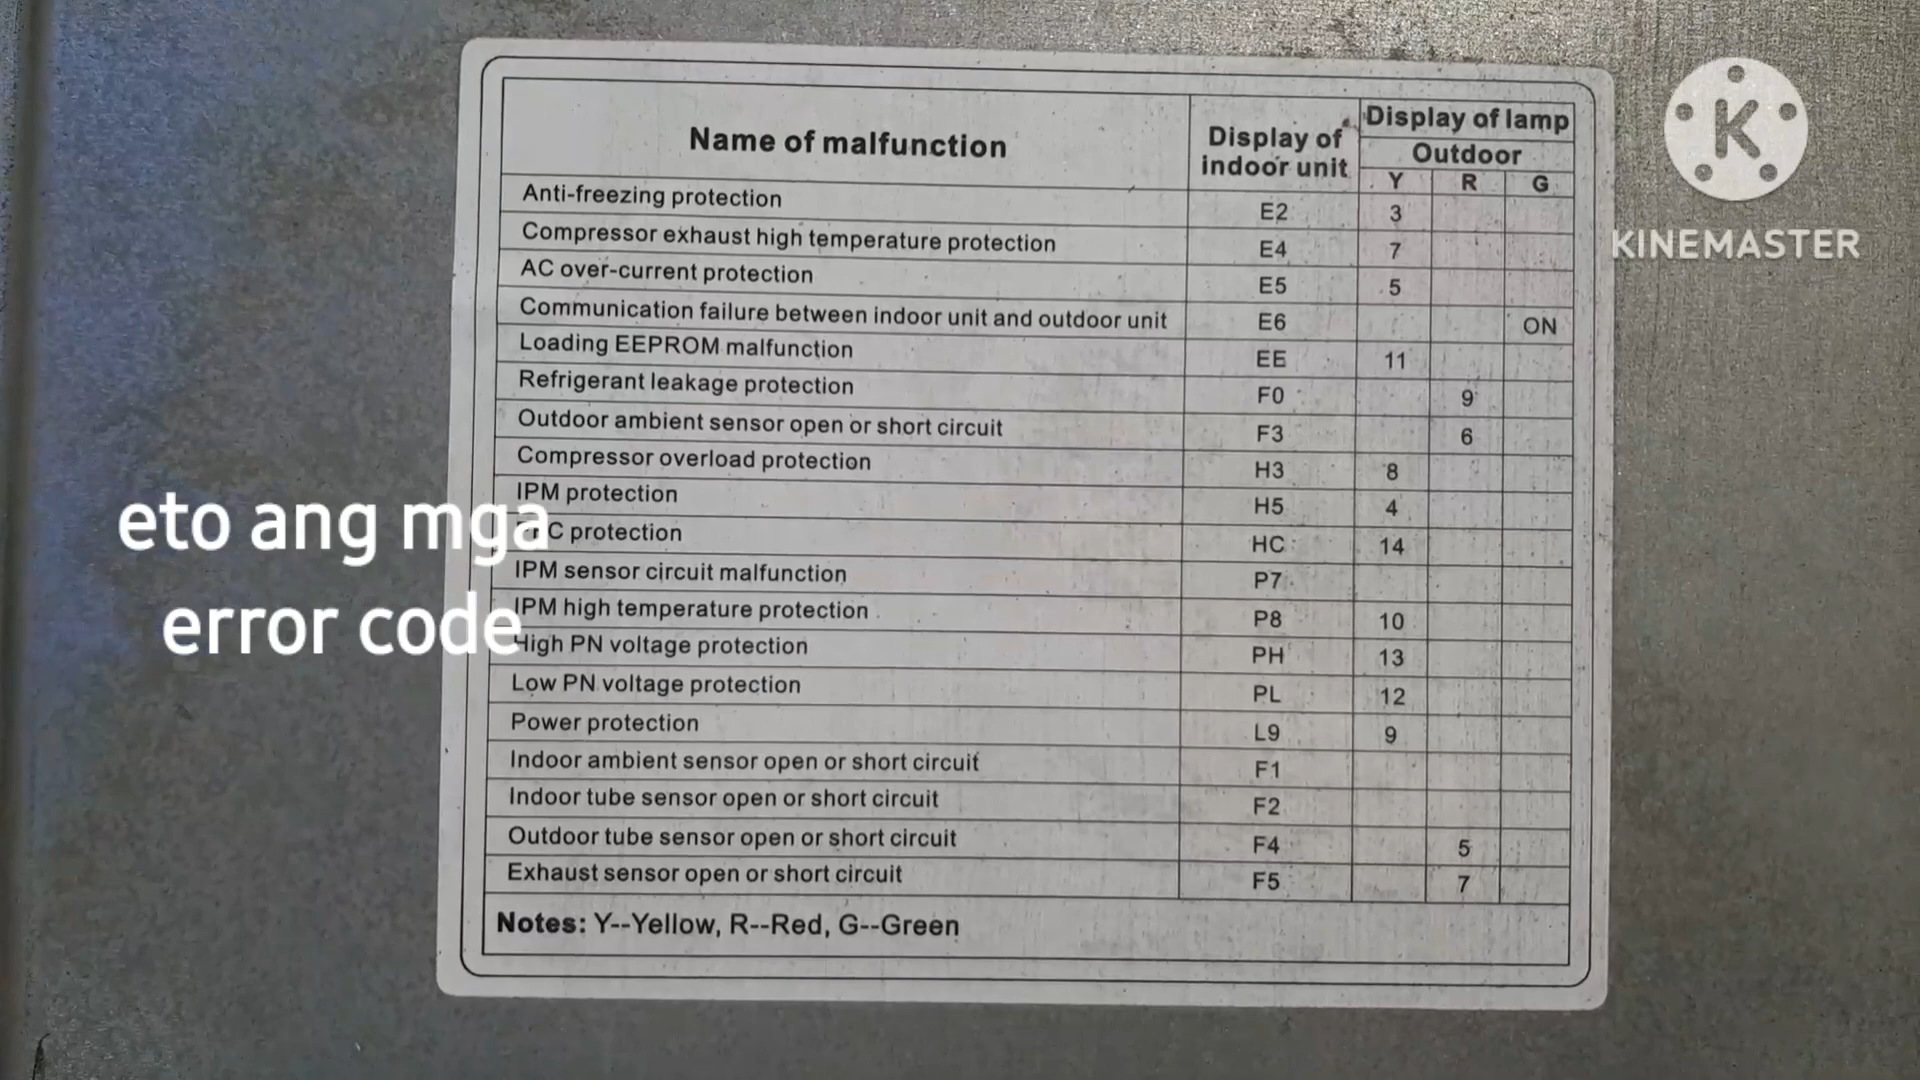 Name of malfunction Display of indoor unit Display of lamp
Outdoor
Y R G
Anti-freezing protection E2 3
Compressor exhaust high temperature protection E4 7
AC over-current protection E5 5
Communication failure between indoor unit and outdoor unit E6 ON
Loading EEPROM malfunction EE 11
Refrigerant leakage protection F0 9
Outdoor ambient sensor open or short circuit F3 6
Compressor overload protection H3 8
IPM protection H5 4
protection HC 14
IPM sensor circuit malfunction P7
IPM high temperature protection P8 10
High PN voltage protection PH 13
Low PN voltage protection PL 12
Power protection L9 9
Indoor ambient sensor open or short circuit F1
Indoor tube sensor open or short circuit F2
Outdoor tube sensor open or short circuit F4 5
Exhaust sensor open or short circuit F5 7
Notes: Y--Yellow, R--Red, G--Green
eto ang mga
error code
K
KINEMASTER